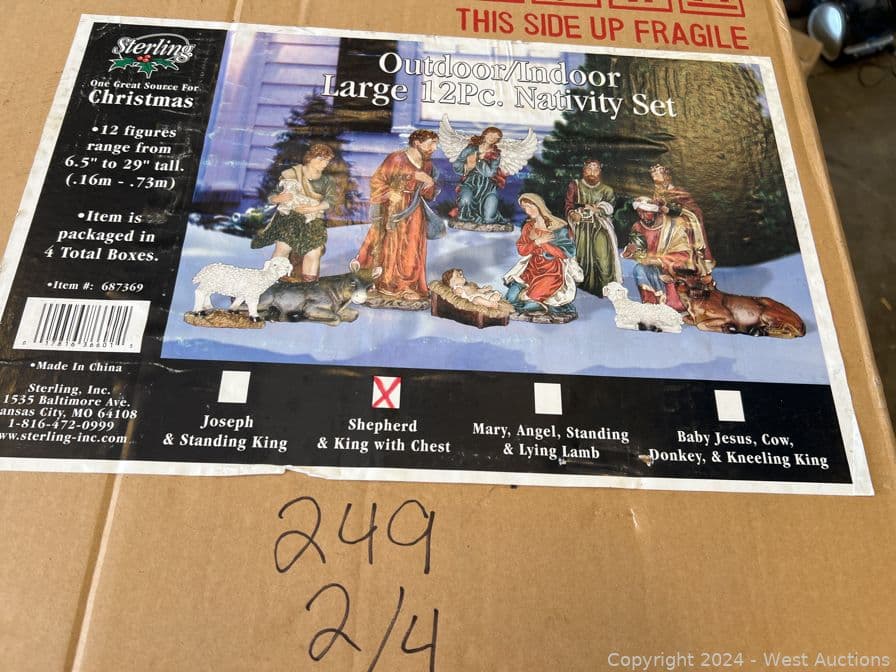 THIS SIDE UP FRAGILE
Sterling
One Great Source For
Christmas
•12 figures
range from
6.5" to 29" tall.
(.16m - .73m)
•Item is
packaged in
4 Total Boxes.
•Item #: 687369
•Made In China
Sterling, Inc.
1535 Baltimore Ave.
ansas City, MO 64108
1-816-472-0999
www.sterling-inc.com
Outdoor/Indoor
Large 12Pc. Nativity Set
Joseph
& Standing King
X
Shepherd
& King with Chest
Mary, Angel, Standing
& Lying Lamb
Baby Jesus, Cow,
Donkey, & Kneeling King
249
2/4
Copyright 2024 - West Auctions